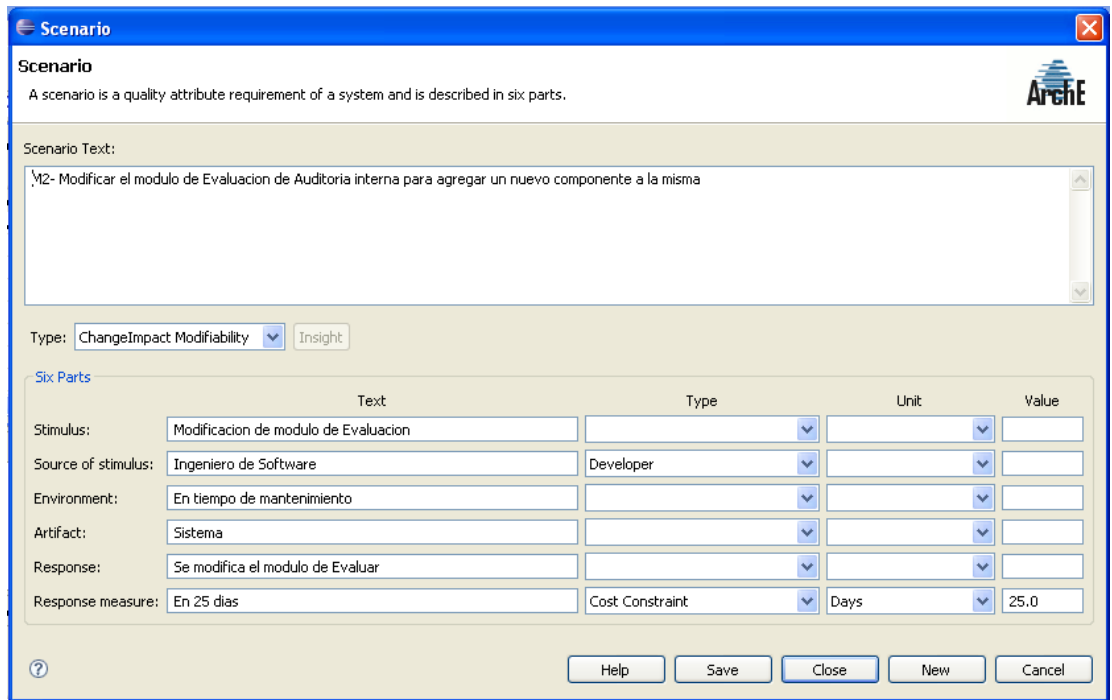 Scenario
Scenario
A scenario is a quality attribute requirement of a system and is described in six parts.
ArchE
Scenario Text:
M2- Modificar el modulo de Evaluacion de Auditoria interna para agregar un nuevo componente a la misma
Type: ChangeImpact Modifiability Insight
Six Parts
Text Type Unit Value
Stimulus: Modificacion de modulo de Evaluacion
Source of stimulus: Ingeniero de Software Developer
Environment: En tiempo de mantenimiento
Artifact: Sistema
Response: Se modifica el modulo de Evaluar
Response measure: En 25 dias Cost Constraint Days 25.0
? Help Save Close New Cancel